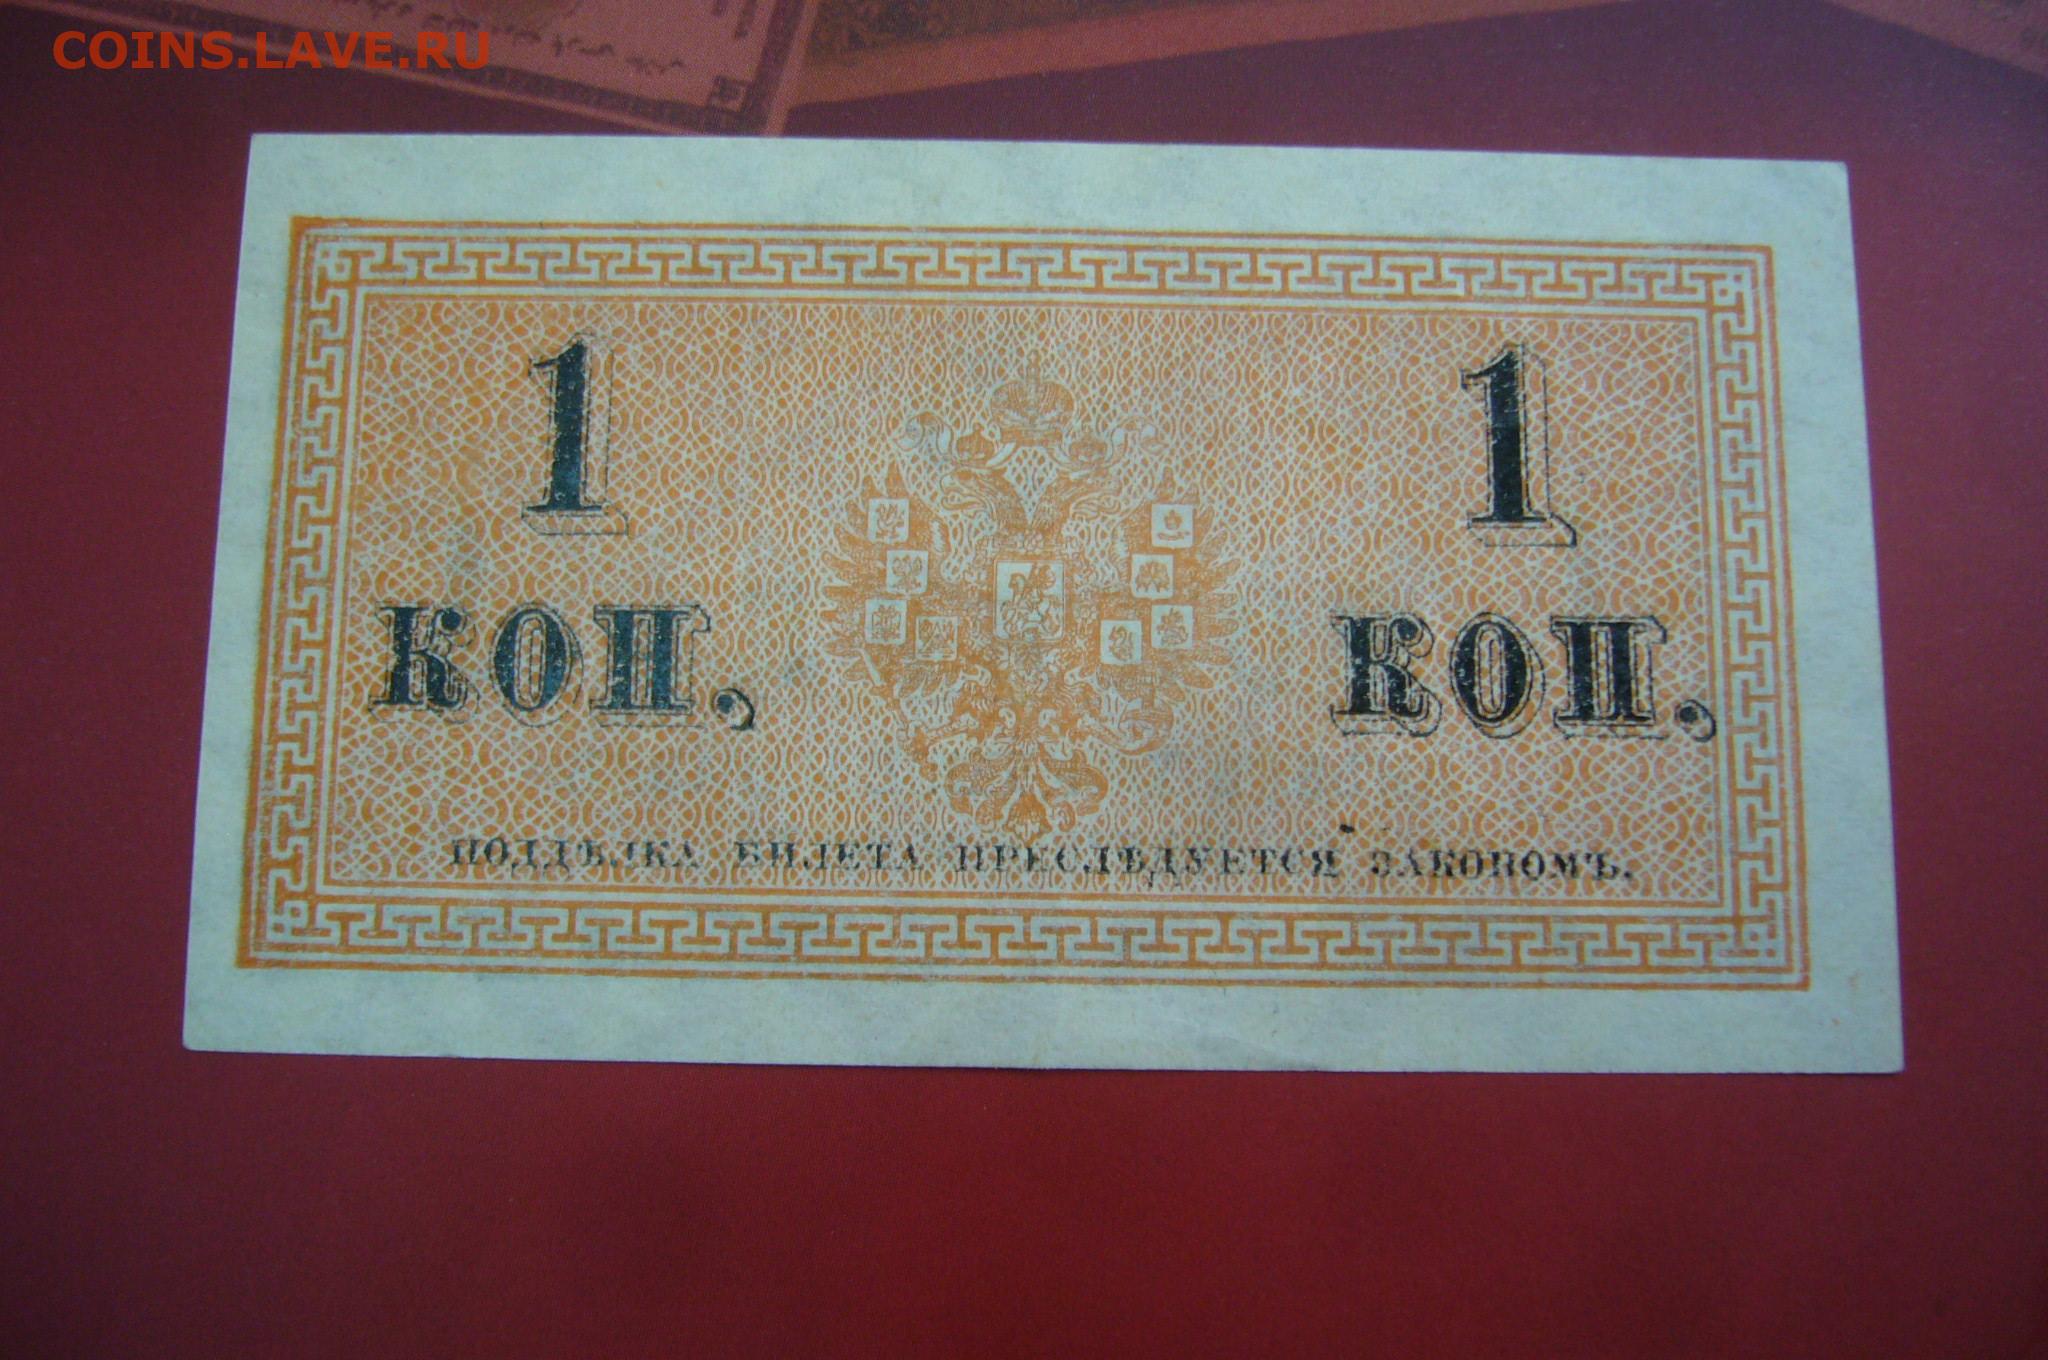 COINS.LAVE.RU
1 1
КОП. КОП.
ПОДДѢЛКА БИЛЕТА ПРЕСЛѢДУЕТСЯ ЗАКОНОМЪ.